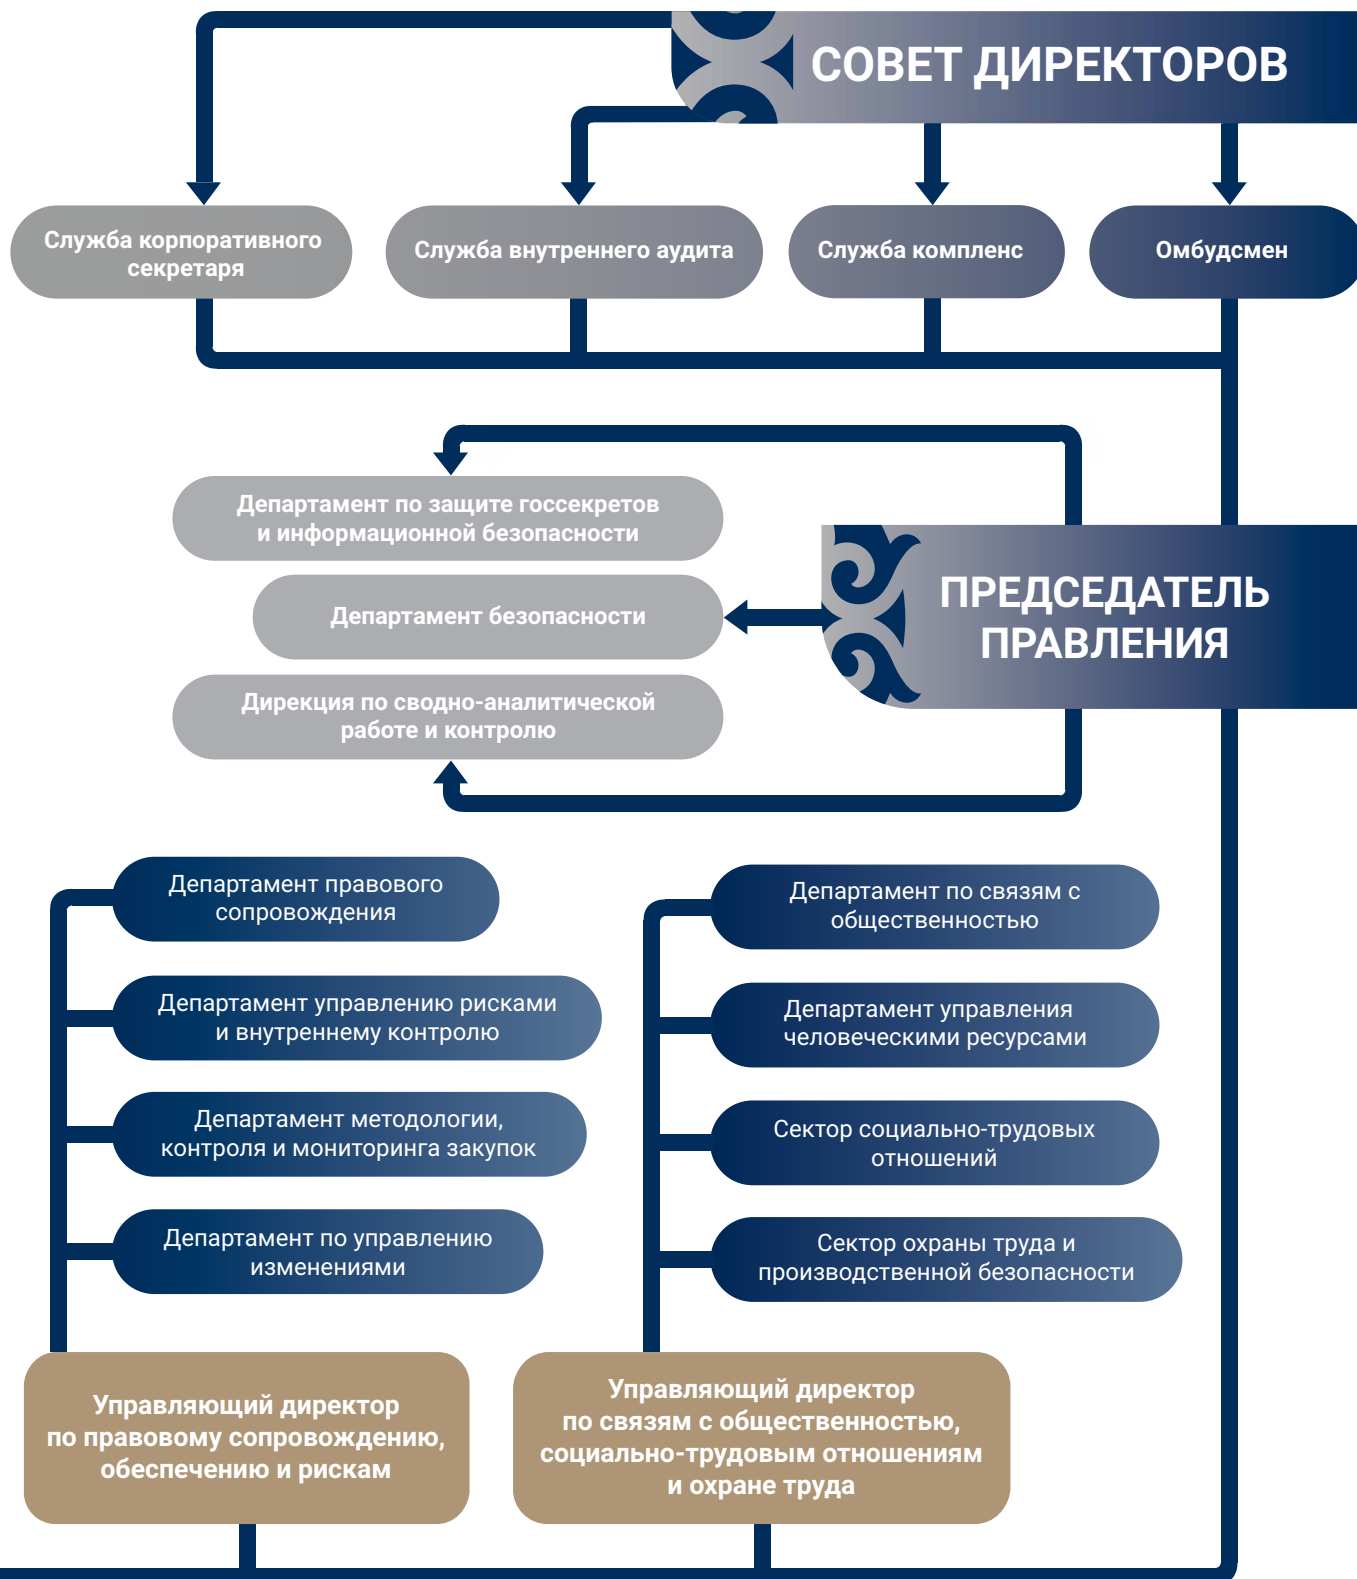 СОВЕТ ДИРЕКТОРОВ
Служба корпоративного
секретаря
Служба внутреннего аудита
Служба компленс
Омбудсмен
Департамент по защите госсекретов
и информационной безопасности
Департамент безопасности
Дирекция по сводно-аналитической
работе и контролю
ПРЕДСЕДАТЕЛЬ
ПРАВЛЕНИЯ
Департамент правового
сопровождения
Департамент управлению рисками
и внутреннему контролю
Департамент методологии,
контроля и мониторинга закупок
Департамент по управлению
изменениями
Управляющий директор
по правовому сопровождению,
обеспечению и рискам
Департамент по связям с
общественностью
Департамент управления
человеческими ресурсами
Сектор социально-трудовых
отношений
Сектор охраны труда и
производственной безопасности
Управляющий директор
по связям с общественностью,
социально-трудовым отношениям
и охране труда